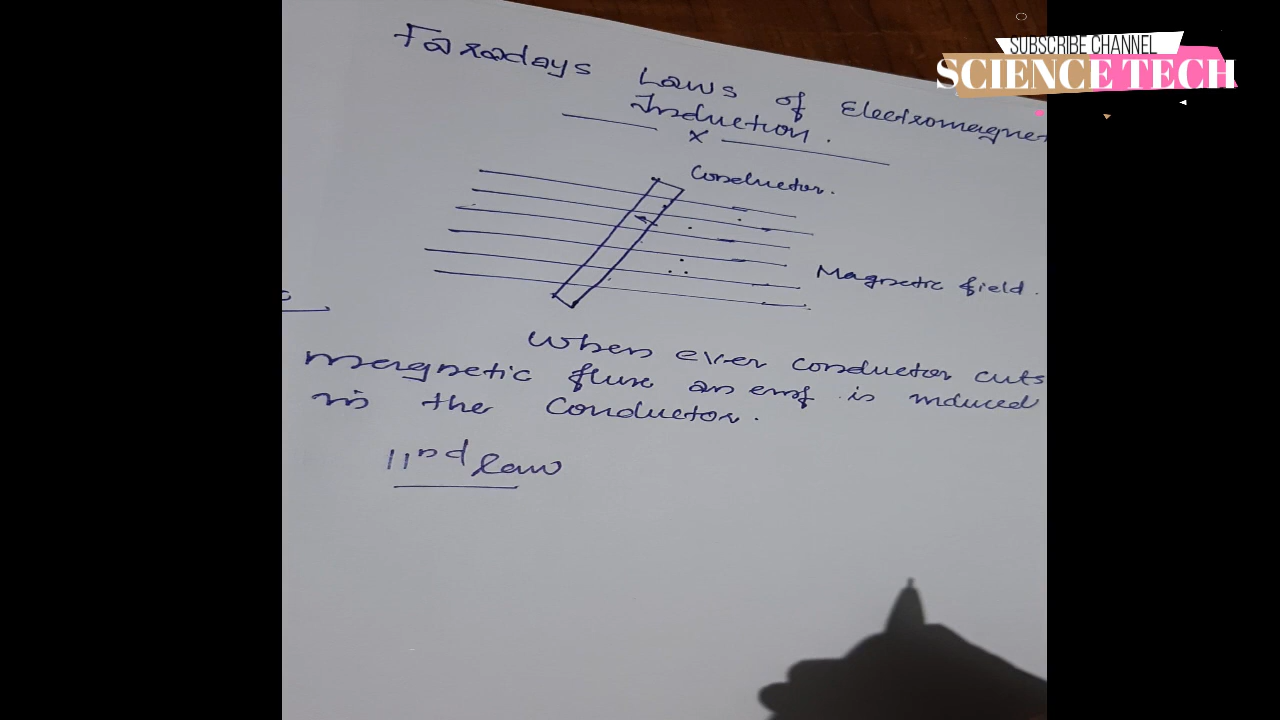 SUBSCRIBE CHANNEL
SCIENCE TECH
Faradays Laws of Electromagnet
Induction.
x
Conductor.
Magnetic field.
When ever conductor cuts
magnetic flux an emf is induced
in the Conductor.
IInd law